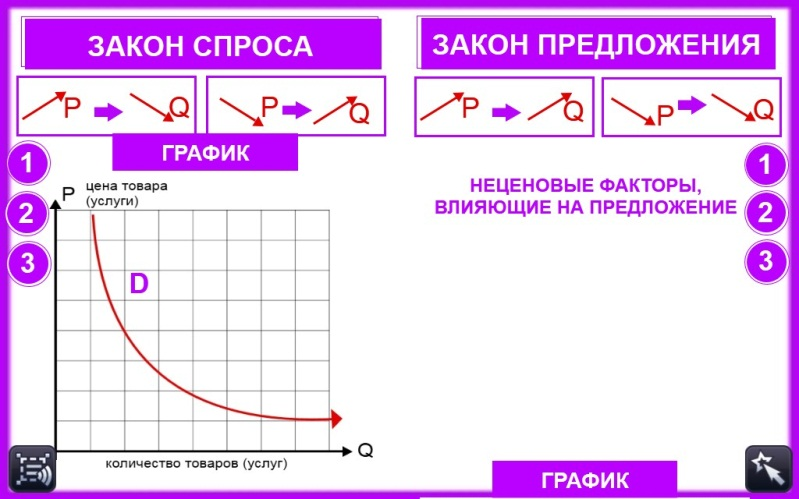 ЗАКОН СПРОСА
P Q
P Q
ГРАФИК
1
2
3
P
цена товара
(услуги)
D
Q
количество товаров (услуг)
ЗАКОН ПРЕДЛОЖЕНИЯ
P Q
P Q
НЕЦЕНОВЫЕ ФАКТОРЫ,
ВЛИЯЮЩИЕ НА ПРЕДЛОЖЕНИЕ
1
2
3
ГРАФИК